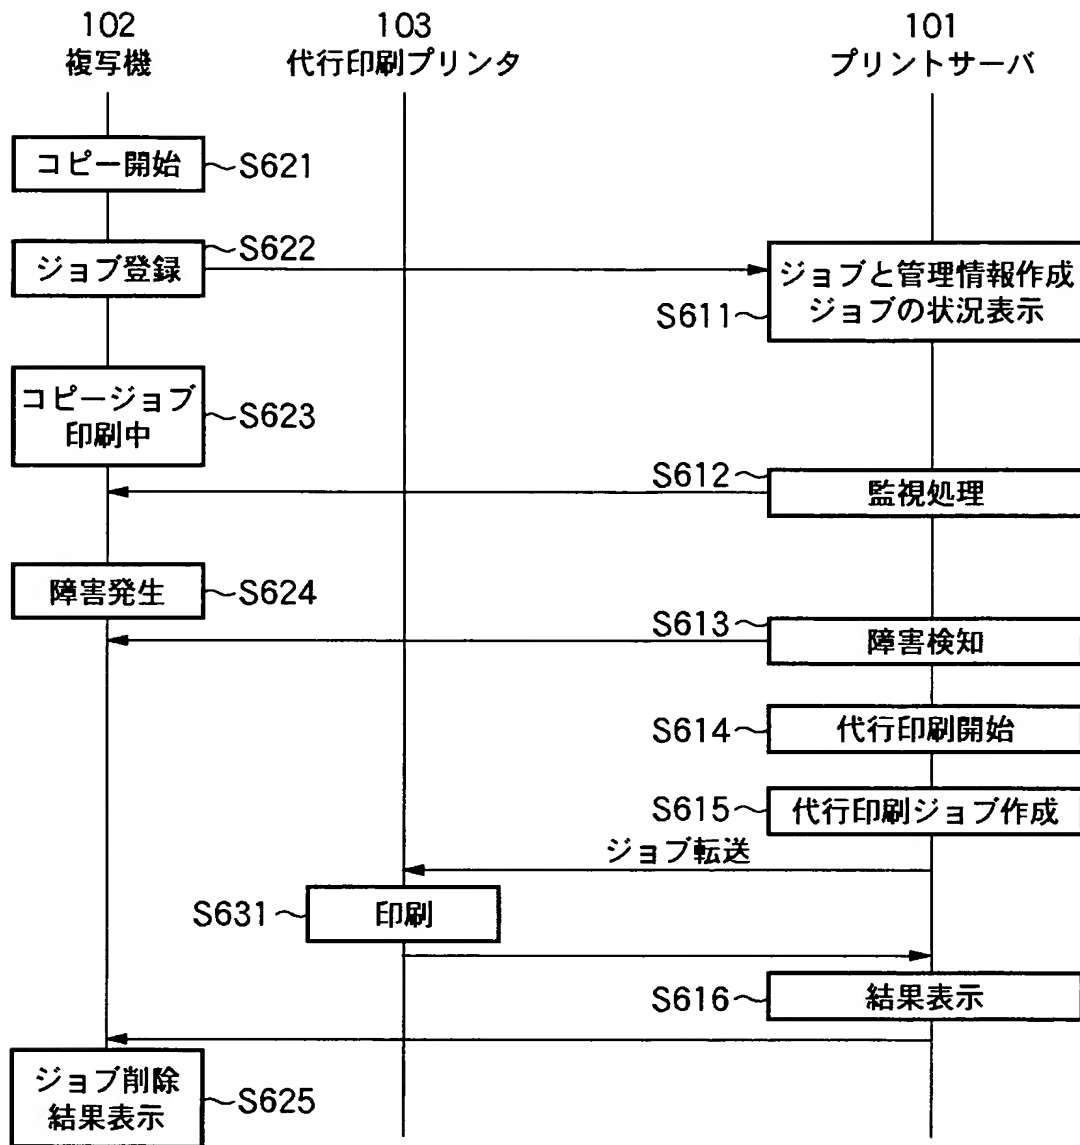 102
複写機
103
代行印刷プリンタ
101
プリントサーバ
コピー開始
S621
ジョブ登録
S622
ジョブと管理情報作成
ジョブの状況表示
S611
コピージョブ
印刷中
S623
S612
監視処理
障害発生
S624
S613
障害検知
S614
代行印刷開始
S615
代行印刷ジョブ作成
ジョブ転送
S631
印刷
S616
結果表示
ジョブ削除
結果表示
S625